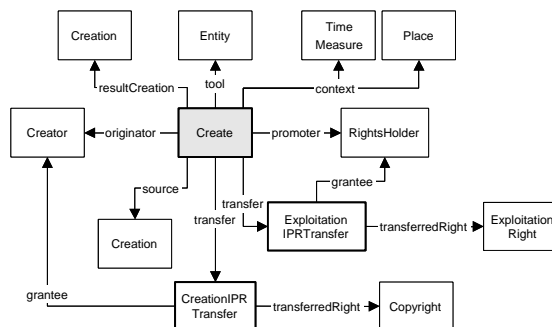 Creation
Entity
Time
Measure
Place
resultCreation
tool
context
Creator
originator
Create
promoter
RightsHolder
source
transfer
transfer
grantee
Creation
Exploitation
IPRTransfer
transferredRight
Exploitation
Right
grantee
CreationIPR
Transfer
transferredRight
Copyright